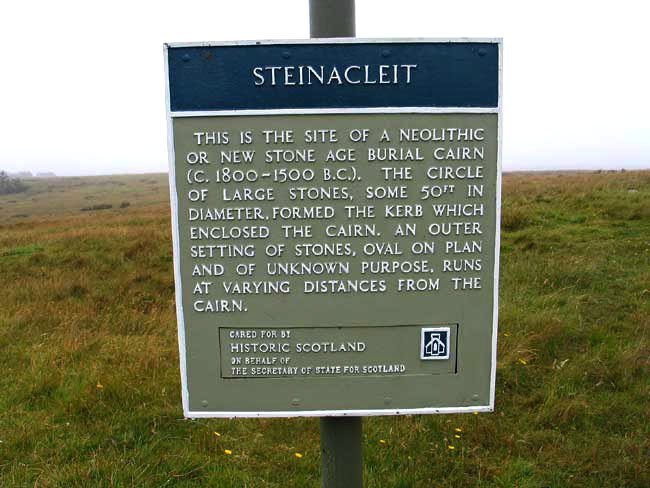 STEINACLEIT
THIS IS THE SITE OF A NEOLITHIC
OR NEW STONE AGE BURIAL CAIRN
(C. 1800-1500 B.C.). THE CIRCLE
OF LARGE STONES, SOME 50FT IN
DIAMETER, FORMED THE KERB WHICH
ENCLOSED THE CAIRN. AN OUTER
SETTING OF STONES, OVAL ON PLAN
AND OF UNKNOWN PURPOSE, RUNS
AT VARYING DISTANCES FROM THE
CAIRN.
CARED FOR BY
HISTORIC SCOTLAND
ON BEHALF OF
THE SECRETARY OF STATE FOR SCOTLAND